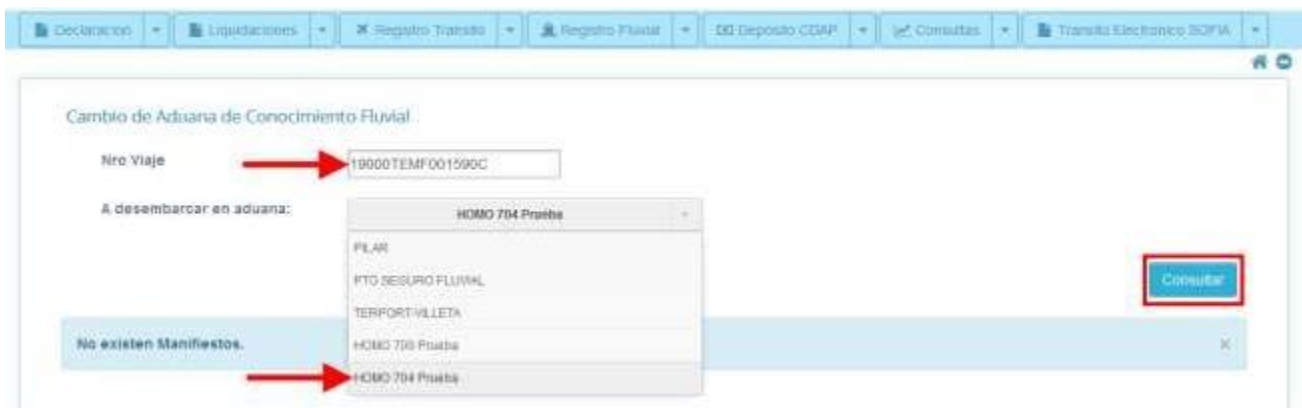 Declaracion
Liquidaciones
Registro Transito
Registro Fluvial
Deposito COAP
Consultas
Transito Electronico SOFIA
Cambio de Aduana de Conocimiento Fluvial
Nro Viaje
19000TEMF001590C
A desembarcar en aduana:
HOMO 704 Prueba
PILAR
PTO SEGURO FLUVIAL
TERPORT-VILLETA
Consultar
No existen Manifiestos.
HOMO 700 Prueba
HOMO 704 Prueba